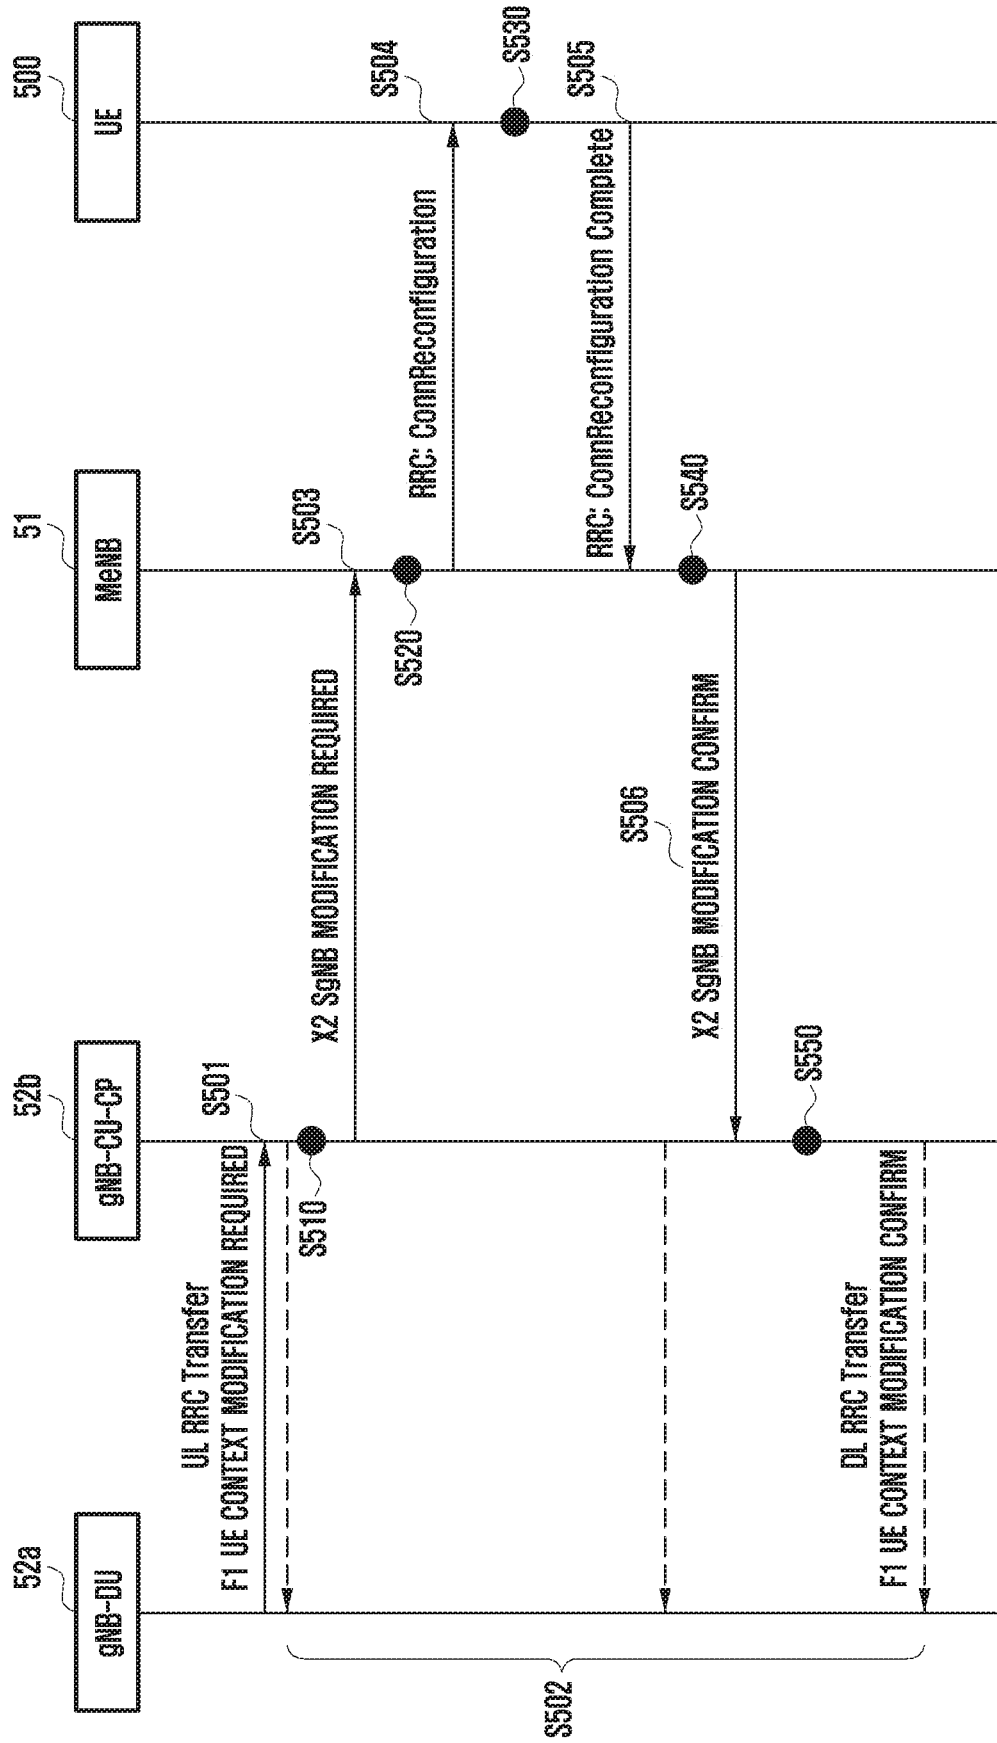 52a
gNB-DU
52b
gNB-CU-CP
51
MeNB
500
UE
UL RRC Transfer
F1 UE CONTEXT MODIFICATION REQUIRED
S501
S510
X2 SgNB MODIFICATION REQUIRED
S503
S520
RRC: ConnReconfiguration
S504
S530
RRC: ConnReconfiguration Complete
S505
S540
S506
X2 SgNB MODIFICATION CONFIRM
S550
DL RRC Transfer
F1 UE CONTEXT MODIFICATION CONFIRM
S502